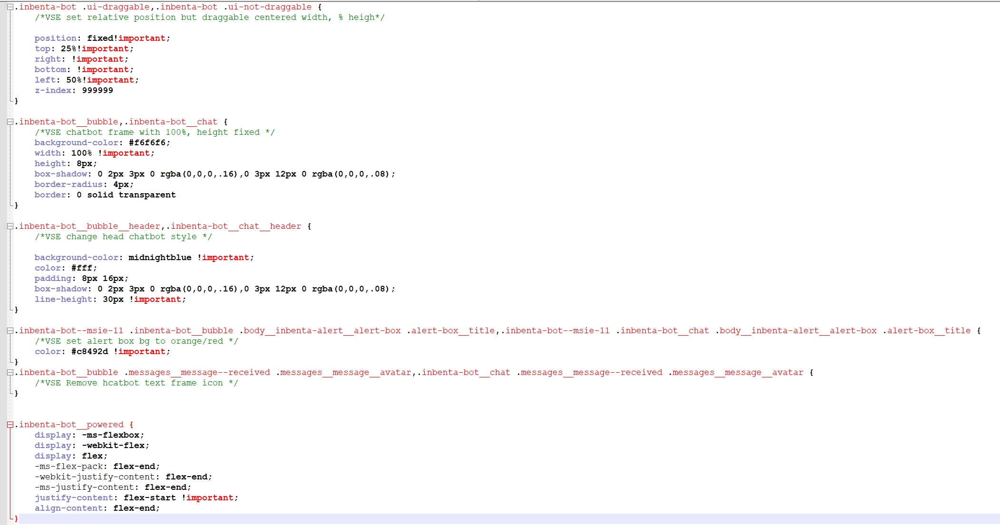 .inbenta-bot .ui-draggable,.inbenta-bot .ui-not-draggable {
/*VSE set relative position but draggable centered width, % heigh*/
position: fixed!important;
top: 25%!important;
right: !important;
bottom: !important;
left: 50%!important;
z-index: 999999
}
.inbenta-bot__bubble,.inbenta-bot__chat {
/*VSE chatbot frame with 100%, height fixed */
background-color: #f6f6f6;
width: 100% !important;
height: 8px;
box-shadow: 0 2px 3px 0 rgba(0,0,0,.16),0 3px 12px 0 rgba(0,0,0,.08);
border-radius: 4px;
border: 0 solid transparent
}
.inbenta-bot__bubble__header,.inbenta-bot__chat__header {
/*VSE change head chatbot style */
background-color: midnightblue !important;
color: #fff;
padding: 8px 16px;
box-shadow: 0 2px 3px 0 rgba(0,0,0,.16),0 3px 12px 0 rgba(0,0,0,.08);
line-height: 30px !important;
}
.inbenta-bot--msie-11 .inbenta-bot__bubble .body__inbenta-alert__alert-box .alert-box__title,.inbenta-bot--msie-11 .inbenta-bot__chat .body__inbenta-alert__alert-box .alert-box__title {
/*VSE set alert box bg to orange/red */
color: #c8492d !important;
}
.inbenta-bot__bubble .messages__message--received .messages__message__avatar,.inbenta-bot__chat .messages__message--received .messages__message__avatar {
/*VSE Remove hcatbot text frame icon */
}
.inbenta-bot__powered {
display: -ms-flexbox;
display: -webkit-flex;
display: flex;
-ms-flex-pack: flex-end;
-webkit-justify-content: flex-end;
-ms-justify-content: flex-end;
justify-content: flex-start !important;
align-content: flex-end;
}